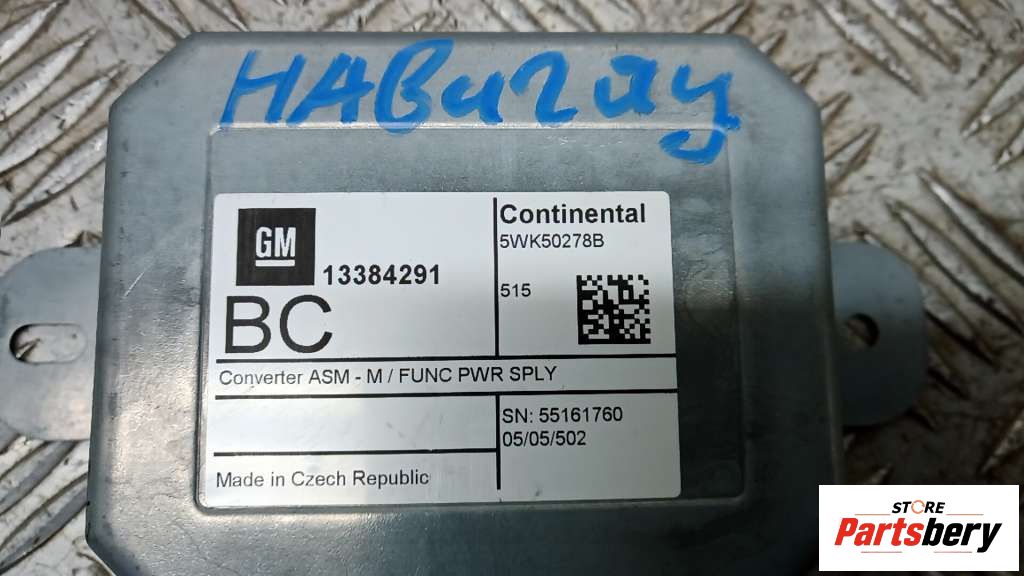 НАвигац
GM
13384291
BC
Continental
5WK50278B
515
Converter ASM - M / FUNC PWR SPLY
SN: 55161760
05/05/502
Made in Czech Republic
STORE
Partsbery